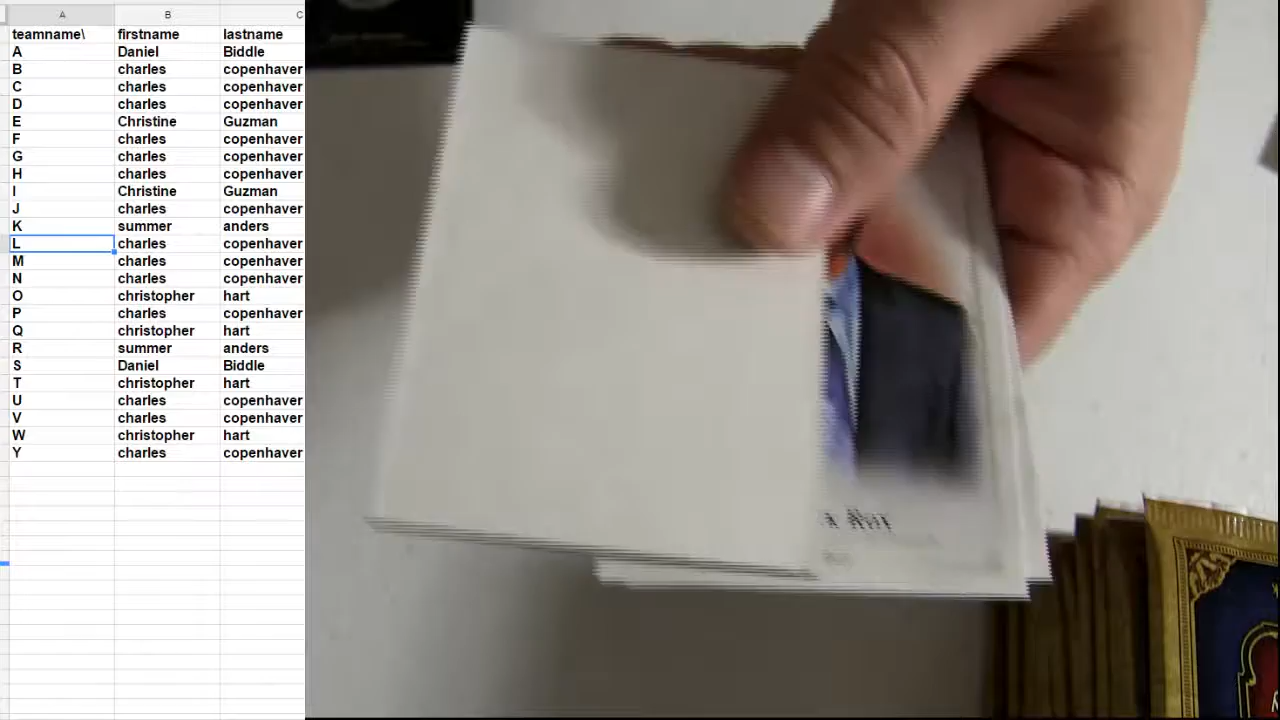 A B C
teamname\ firstname lastname
A Daniel Biddle
B charles copenhaver
C charles copenhaver
D charles copenhaver
E Christine Guzman
F charles copenhaver
G charles copenhaver
H charles copenhaver
I Christine Guzman
J charles copenhaver
K summer anders
L charles copenhaver
M charles copenhaver
N charles copenhaver
O christopher hart
P charles copenhaver
Q christopher hart
R summer anders
S Daniel Biddle
T christopher hart
U charles copenhaver
V charles copenhaver
W christopher hart
Y charles copenhaver